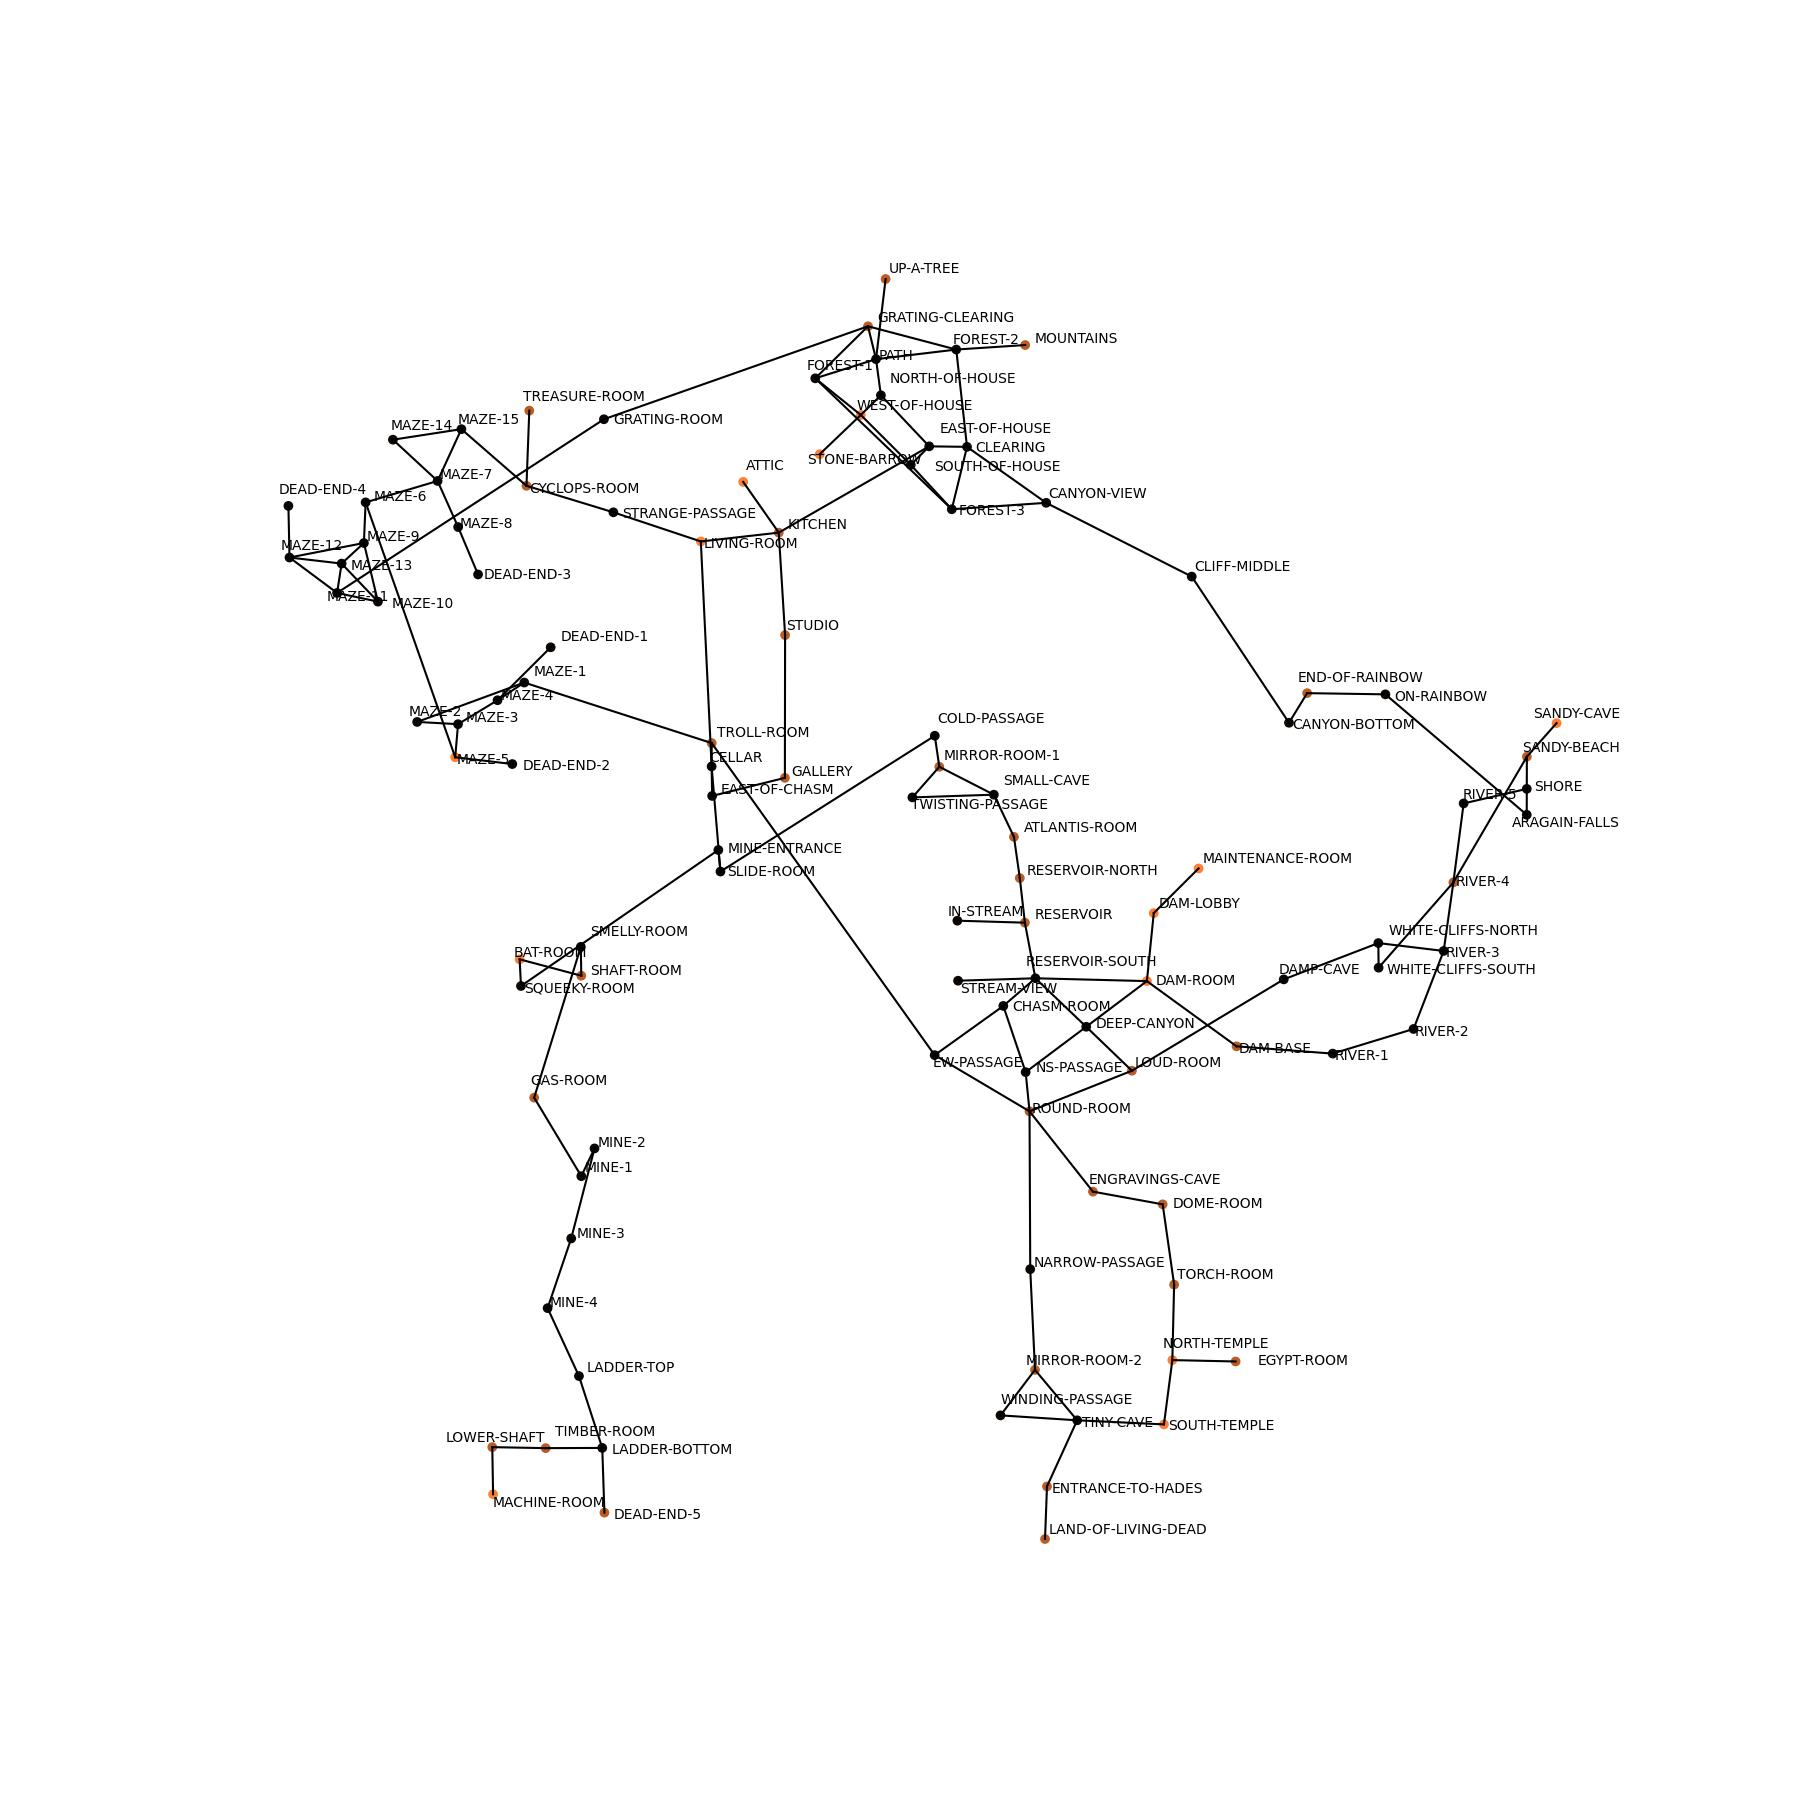 UP-A-TREE
GRATING-CLEARING
FOREST-2
MOUNTAINS
PATH
FOREST-1
NORTH-OF-HOUSE
TREASURE-ROOM
WEST-OF-HOUSE
MAZE-14
MAZE-15
GRATING-ROOM
EAST-OF-HOUSE
CLEARING
STONE-BARROW
SOUTH-OF-HOUSE
ATTIC
MAZE-7
DEAD-END-4
MAZE-6
CYCLOPS-ROOM
CANYON-VIEW
FOREST-3
STRANGE-PASSAGE
MAZE-8
KITCHEN
MAZE-9
LIVING-ROOM
MAZE-12
MAZE-13
CLIFF-MIDDLE
DEAD-END-3
MAZE-11
MAZE-10
STUDIO
DEAD-END-1
MAZE-1
END-OF-RAINBOW
MAZE-4
ON-RAINBOW
MAZE-2
MAZE-3
COLD-PASSAGE
SANDY-CAVE
CANYON-BOTTOM
TROLL-ROOM
SANDY-BEACH
CELLAR
MAZE-5
DEAD-END-2
MIRROR-ROOM-1
GALLERY
SMALL-CAVE
EAST-OF-CHASM
SHORE
RIVER-5
TWISTING-PASSAGE
ARAGAIN-FALLS
ATLANTIS-ROOM
MINE-ENTRANCE
MAINTENANCE-ROOM
SLIDE-ROOM
RESERVOIR-NORTH
RIVER-4
DAM-LOBBY
IN-STREAM
RESERVOIR
SMELLY-ROOM
WHITE-CLIFFS-NORTH
BAT-ROOM
RIVER-3
RESERVOIR-SOUTH
SHAFT-ROOM
DAMP-CAVE
WHITE-CLIFFS-SOUTH
DAM-ROOM
SQUEEKY-ROOM
STREAM-VIEW
CHASM-ROOM
DEEP-CANYON
RIVER-2
DAM-BASE
RIVER-1
EW-PASSAGE
NS-PASSAGE
LOUD-ROOM
GAS-ROOM
ROUND-ROOM
MINE-2
MINE-1
ENGRAVINGS-CAVE
DOME-ROOM
MINE-3
NARROW-PASSAGE
TORCH-ROOM
MINE-4
NORTH-TEMPLE
MIRROR-ROOM-2
EGYPT-ROOM
LADDER-TOP
WINDING-PASSAGE
TINY-CAVE
SOUTH-TEMPLE
TIMBER-ROOM
LOWER-SHAFT
LADDER-BOTTOM
ENTRANCE-TO-HADES
MACHINE-ROOM
DEAD-END-5
LAND-OF-LIVING-DEAD